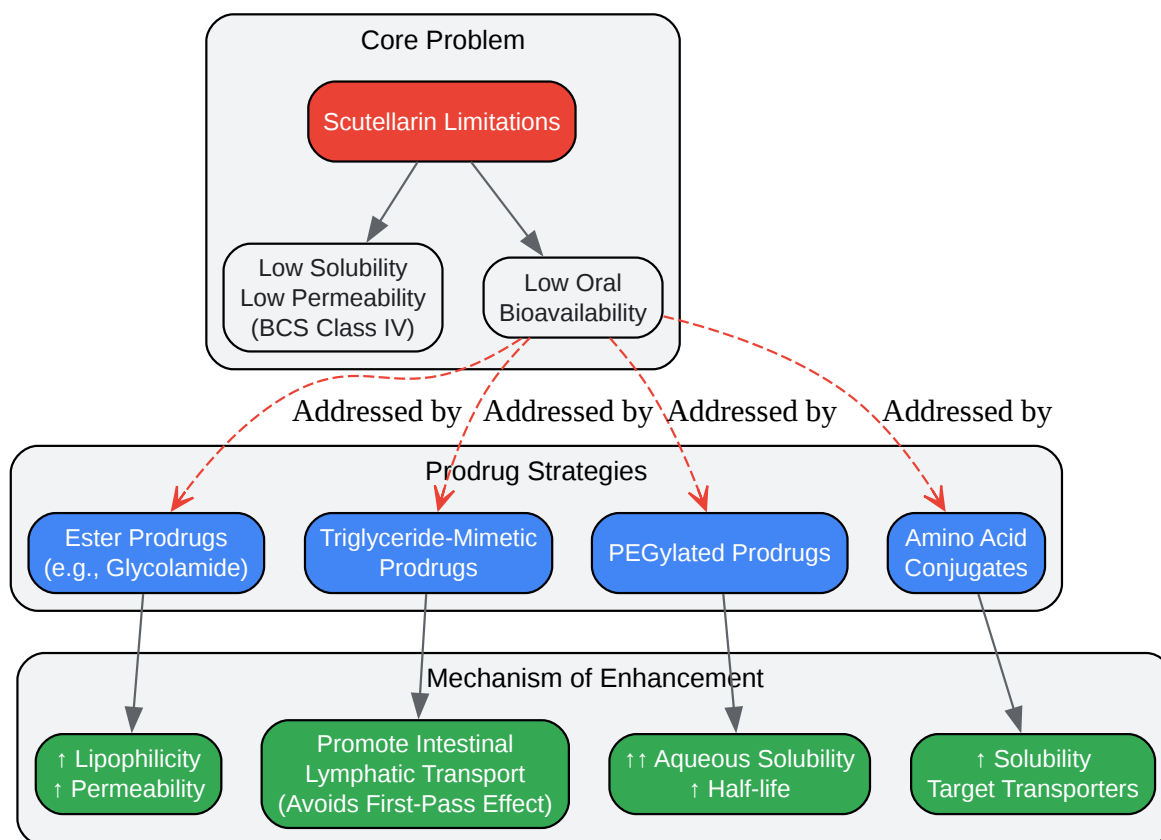 Core Problem
Scutellarin Limitations
Low Solubility
Low Permeability
(BCS Class IV)
Low Oral
Bioavailability
Addressed by
Addressed by
Addressed by
Addressed by
Prodrug Strategies
Ester Prodrugs
(e.g., Glycolamide)
Triglyceride-Mimetic
Prodrugs
PEGylated Prodrugs
Amino Acid
Conjugates
Mechanism of Enhancement
↑ Lipophilicity
↑ Permeability
Promote Intestinal
Lymphatic Transport
(Avoids First-Pass Effect)
↑↑ Aqueous Solubility
↑ Half-life
↑ Solubility
Target Transporters